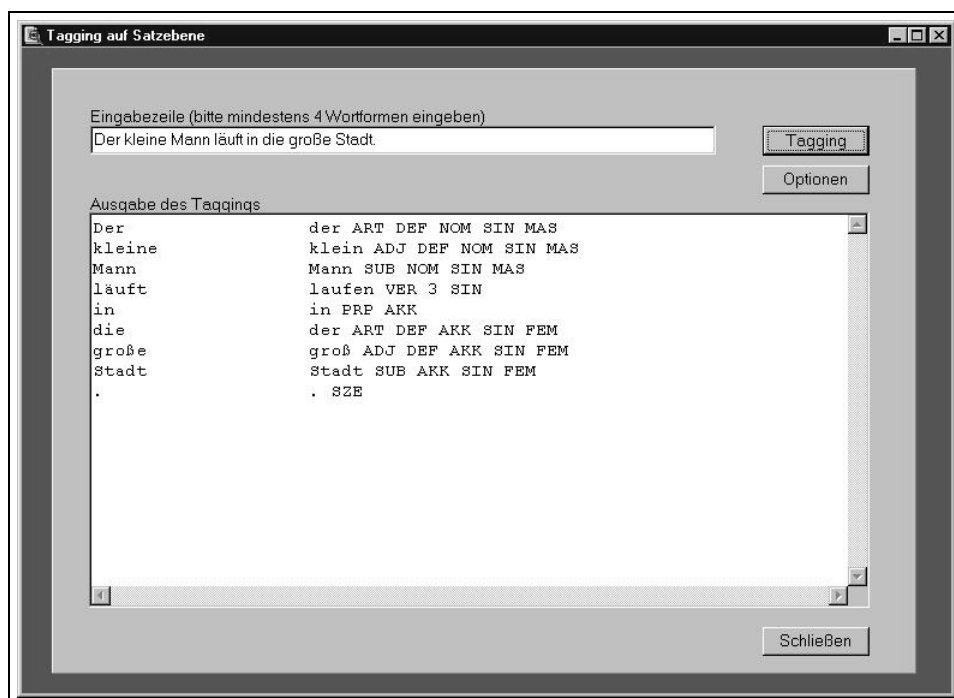 Tagging auf Satzebene
Eingabezeile (bitte mindestens 4 Wortformen eingeben)
Der kleine Mann läuft in die große Stadt.
Tagging
Optionen
Ausgabe des Taggings
Der der ART DEF NOM SIN MAS
kleine klein ADJ DEF NOM SIN MAS
Mann Mann SUB NOM SIN MAS
läuft laufen VER 3 SIN
in in PRP AKK
die der ART DEF AKK SIN FEM
große groß ADJ DEF AKK SIN FEM
Stadt Stadt SUB AKK SIN FEM
. . SZE
Schließen